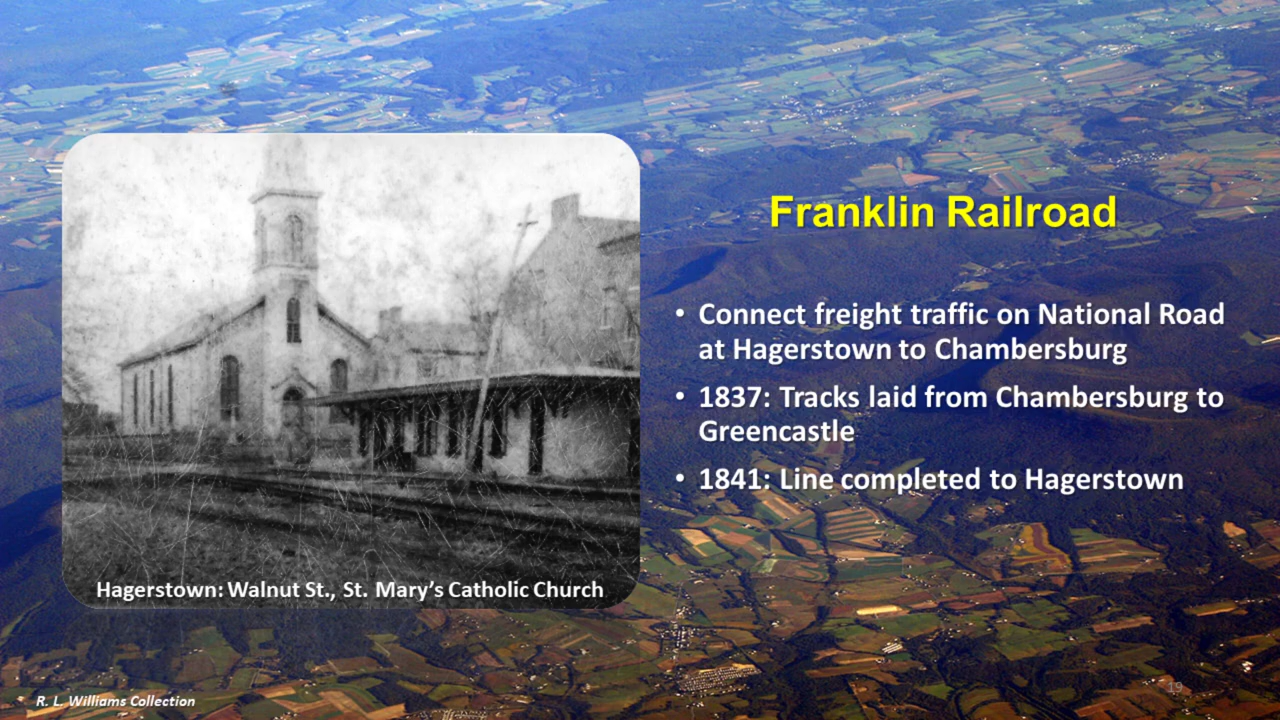 Franklin Railroad
• Connect freight traffic on National Road
at Hagerstown to Chambersburg
• 1837: Tracks laid from Chambersburg to
Greencastle
• 1841: Line completed to Hagerstown
Hagerstown: Walnut St., St. Mary's Catholic Church
R. L. Williams Collection
19